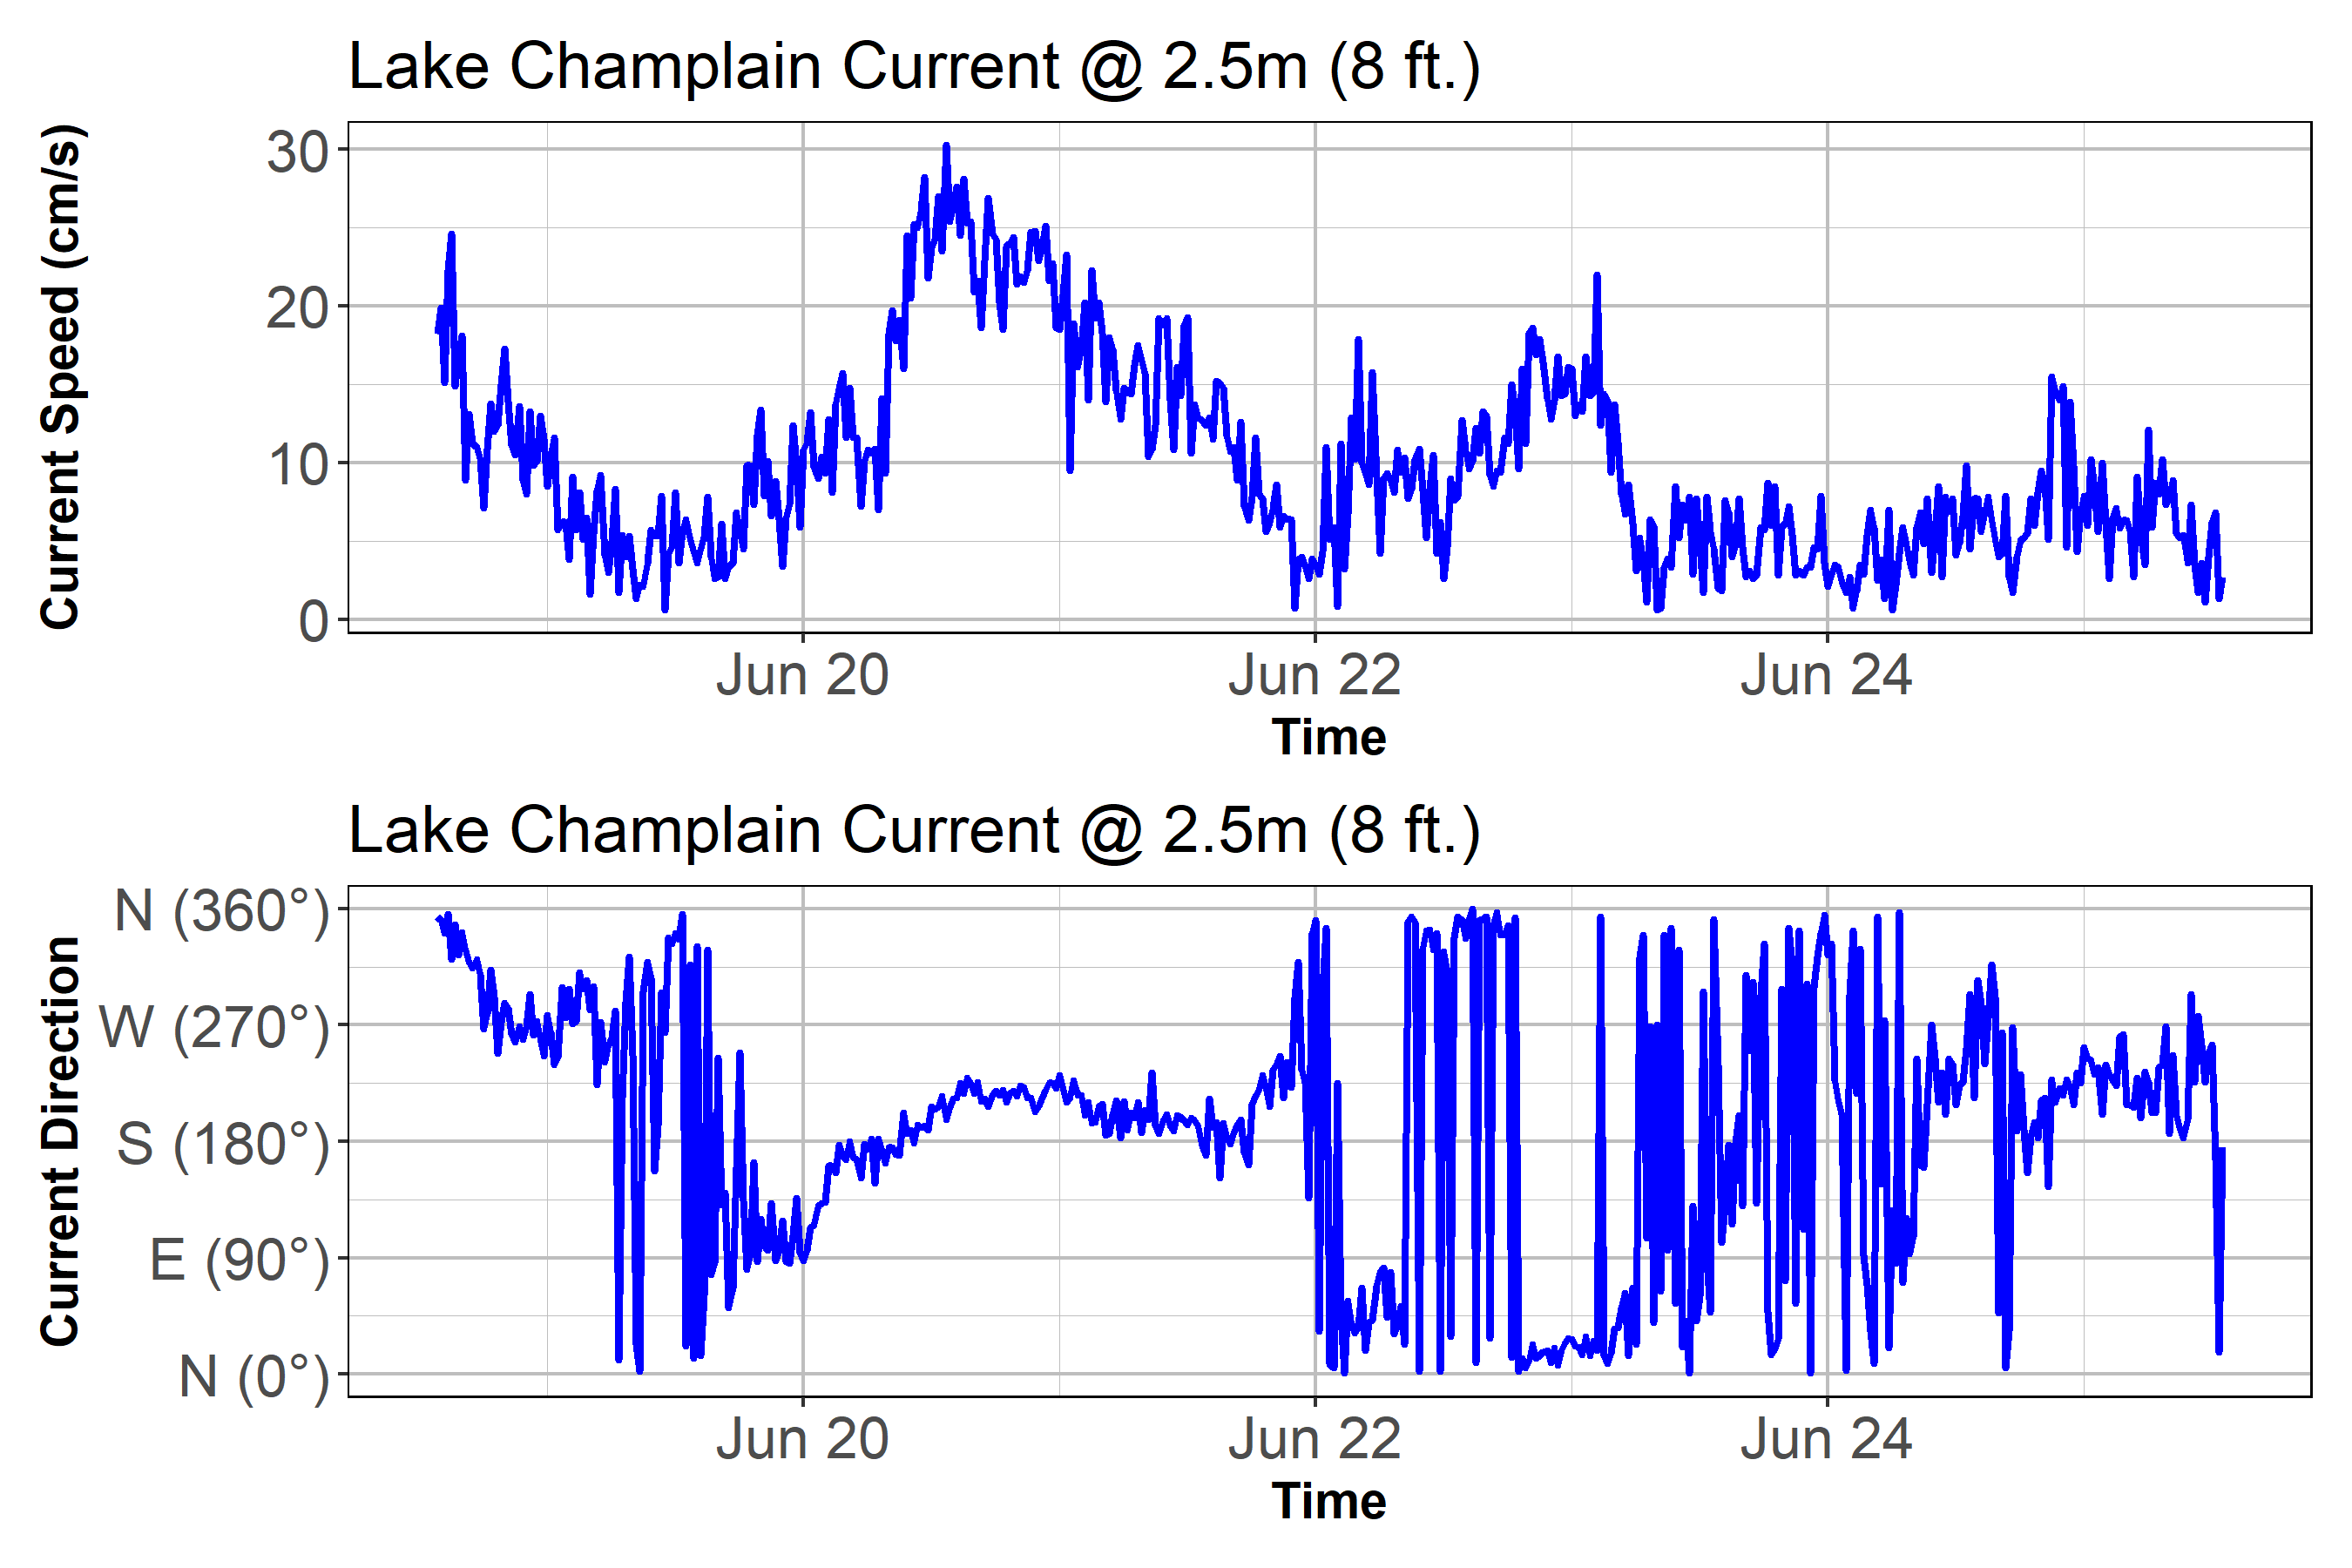 Lake Champlain Current @ 2.5m (8 ft.)
Current Speed (cm/s)
30
20
10
0
Jun 20 Jun 22 Jun 24
Time
Lake Champlain Current @ 2.5m (8 ft.)
Current Direction
N (360°)
W (270°)
S (180°)
E (90°)
N (0°)
Jun 20 Jun 22 Jun 24
Time